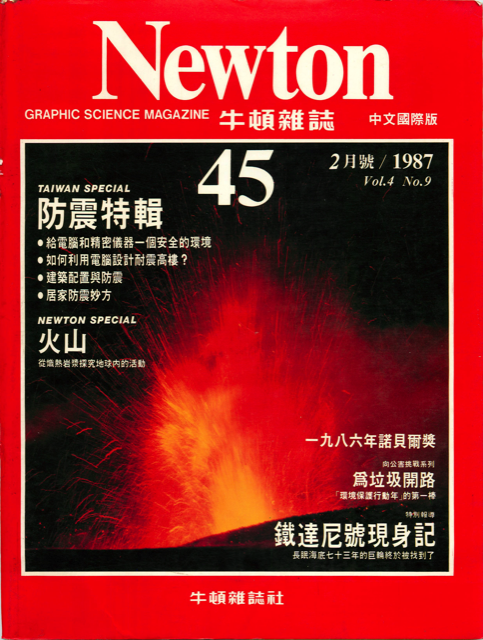 Newton
GRAPHIC SCIENCE MAGAZINE 牛頓雜誌 中文國際版
45
2月號 / 1987
Vol.4 No.9
TAIWAN SPECIAL
防震特輯
•給電腦和精密儀器一個安全的環境
•如何利用電腦設計耐震高樓？
•建築配置與防震
•居家防震妙方
NEWTON SPECIAL
火山
從熾熱岩漿探究地球內的活動
一九八六年諾貝爾獎
向公害挑戰系列
爲垃圾開路
「環境保護行動年」的第一棒
特別報導
鐵達尼號現身記
長眠海底七十三年的巨輪終於被找到了
牛頓雜誌社